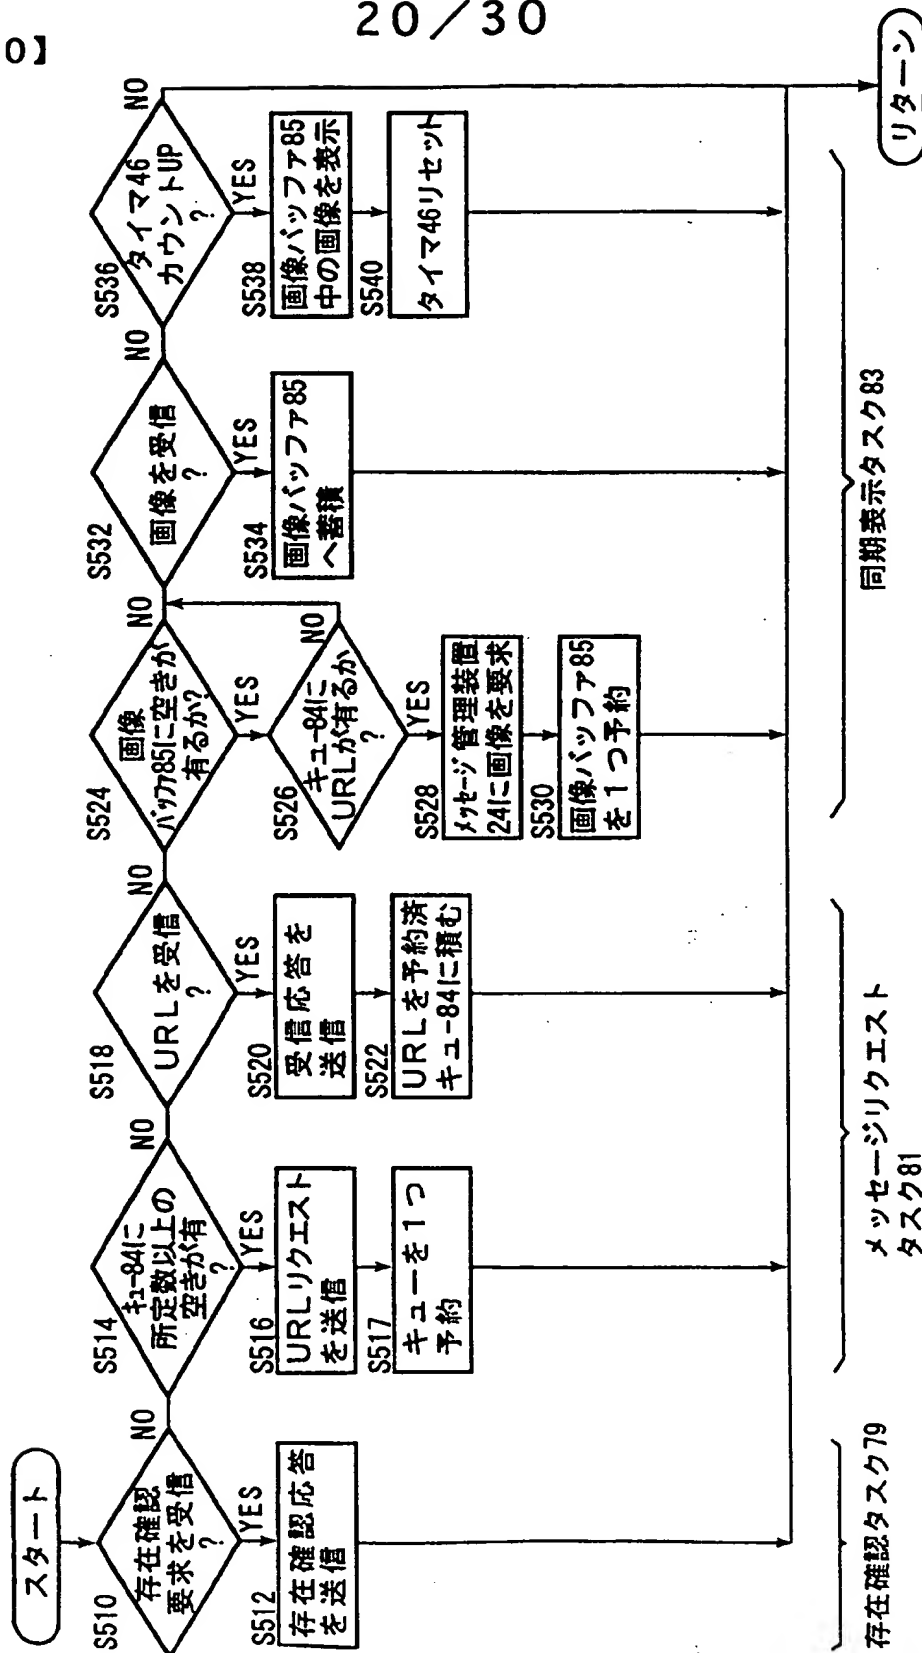 20/30
0】
スタート
S510
存在確認
要求を受信
?
NO
YES
S512
存在確認応答
を送信
S514
キュー84に
所定数以上の
空きが有
?
NO
YES
S516
URLリクエスト
を送信
S517
キューを1つ
予約
S518
URLを受信
?
NO
YES
S520
受信応答を
送信
S522
URLを予約済
キュー84に積む
S524
画像
バッファ85に空きが
有るか?
NO
YES
S526
キュー84に
URLが有るか
?
NO
YES
S528
メッセージ管理装置
24に画像を要求
S530
画像バッファ85
を1つ予約
S532
画像を受信
?
NO
YES
S534
画像バッファ85
へ蓄積
S536
タイマ46
カウントUP
?
NO
YES
S538
画像バッファ85
中の画像を表示
S540
タイマ46リセット
リターン
存在確認タスク79
メッセージリクエスト
タスク81
同期表示タスク83